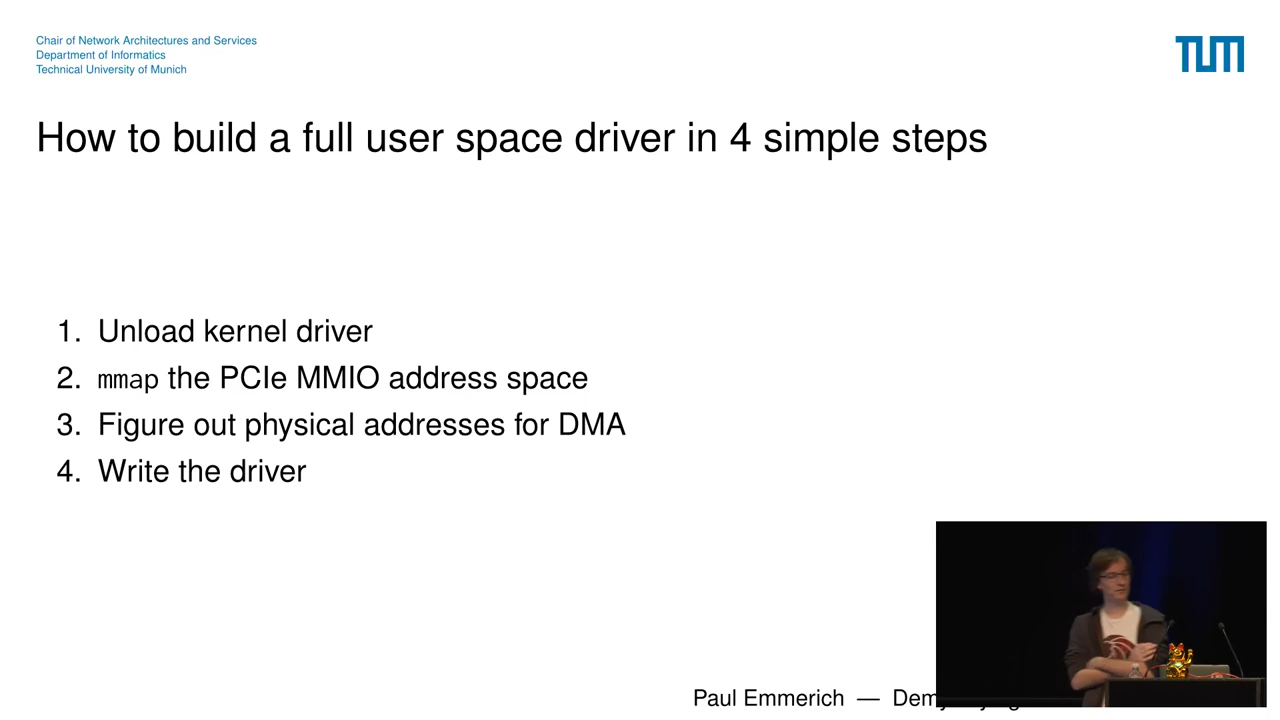 Chair of Network Architectures and Services
Department of Informatics
Technical University of Munich
TUM
How to build a full user space driver in 4 simple steps
1. Unload kernel driver
2. mmap the PCIe MMIO address space
3. Figure out physical addresses for DMA
4. Write the driver
Paul Emmerich —